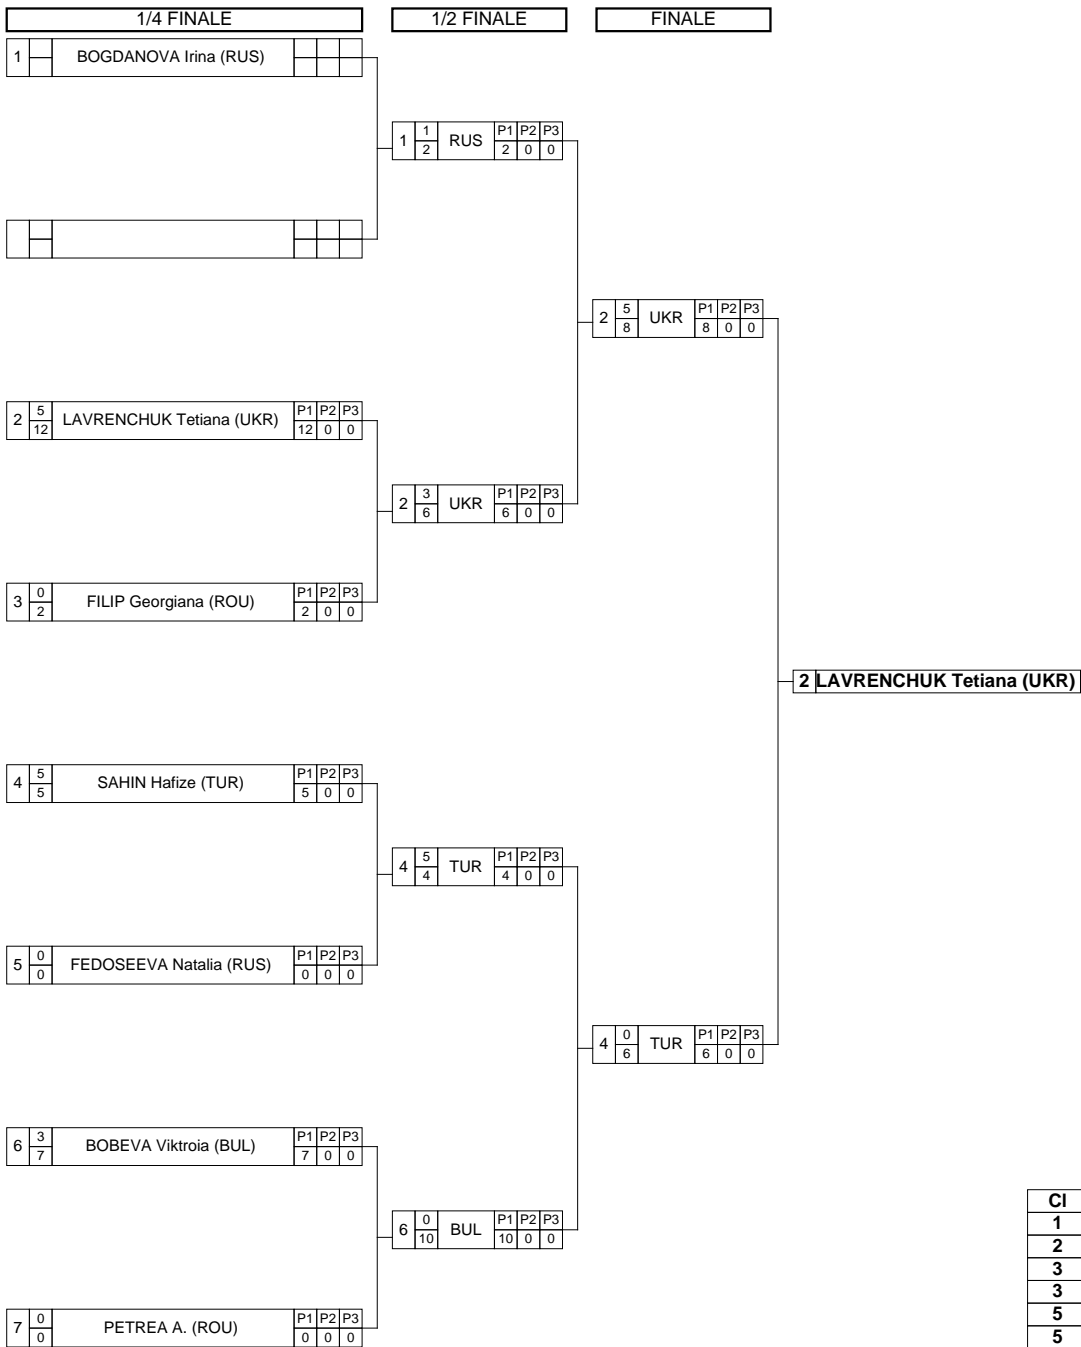 1/4 FINALE 1/2 FINALE FINALE
1 BOGDANOVA Irina (RUS)
1 1 RUS P1 P2 P3
2 2 0 0
2 5 UKR P1 P2 P3
8 8 0 0
2 5 LAVRENCHUK Tetiana (UKR) P1 P2 P3
12 12 0 0
2 3 UKR P1 P2 P3
6 6 0 0
3 0 FILIP Georgiana (ROU) P1 P2 P3
2 2 0 0
2 LAVRENCHUK Tetiana (UKR)
4 5 SAHIN Hafize (TUR) P1 P2 P3
5 5 0 0
4 5 TUR P1 P2 P3
4 4 0 0
5 0 FEDOSEEVA Natalia (RUS) P1 P2 P3
0 0 0 0
4 0 TUR P1 P2 P3
6 6 0 0
6 3 BOBEVA Viktroia (BUL) P1 P2 P3
7 7 0 0
6 0 BUL P1 P2 P3
10 10 0 0
7 0 PETREA A. (ROU) P1 P2 P3
0 0 0 0
Cl
1
2
3
3
5
5